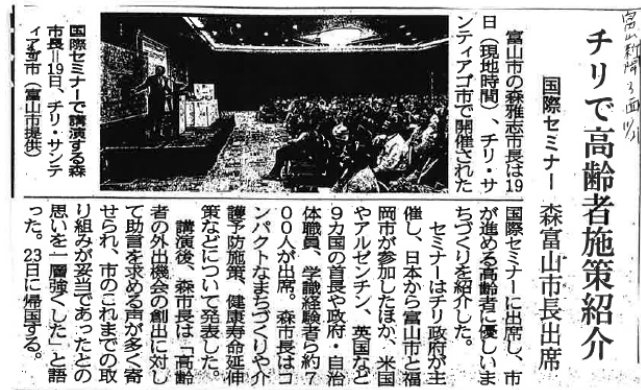 富山新聞3面
チリで高齢者施策紹介
国際セミナー 森富山市長出席
富山市の森雅志市長は19
日(現地時間)、チリ・サ
ンティアゴ市で開催された
国際セミナーに出席し、市
が進める高齢者に優しいま
ちづくりを紹介した。
セミナーはチリ政府が主
催し、日本から富山市と福
岡市が参加したほか、米国
やアルゼンチン、英国など
9カ国の首長や政府・自治
体職員、学識経験者ら約7
00人が出席。森市長はコ
ンパクトなまちづくりや介
護予防施策、健康寿命延伸
策などについて発表した。
講演後、森市長は「高齢
者の外出機会の創出に対し
て助言を求める声が多く寄
せられ、市のこれまでの取
り組みが妥当であったとの
思いを一層強くした」と語
った。23日に帰国する。
国際セミナーで講演する森
市長=19日、チリ・サンテ
ィアゴ市(富山市提供)